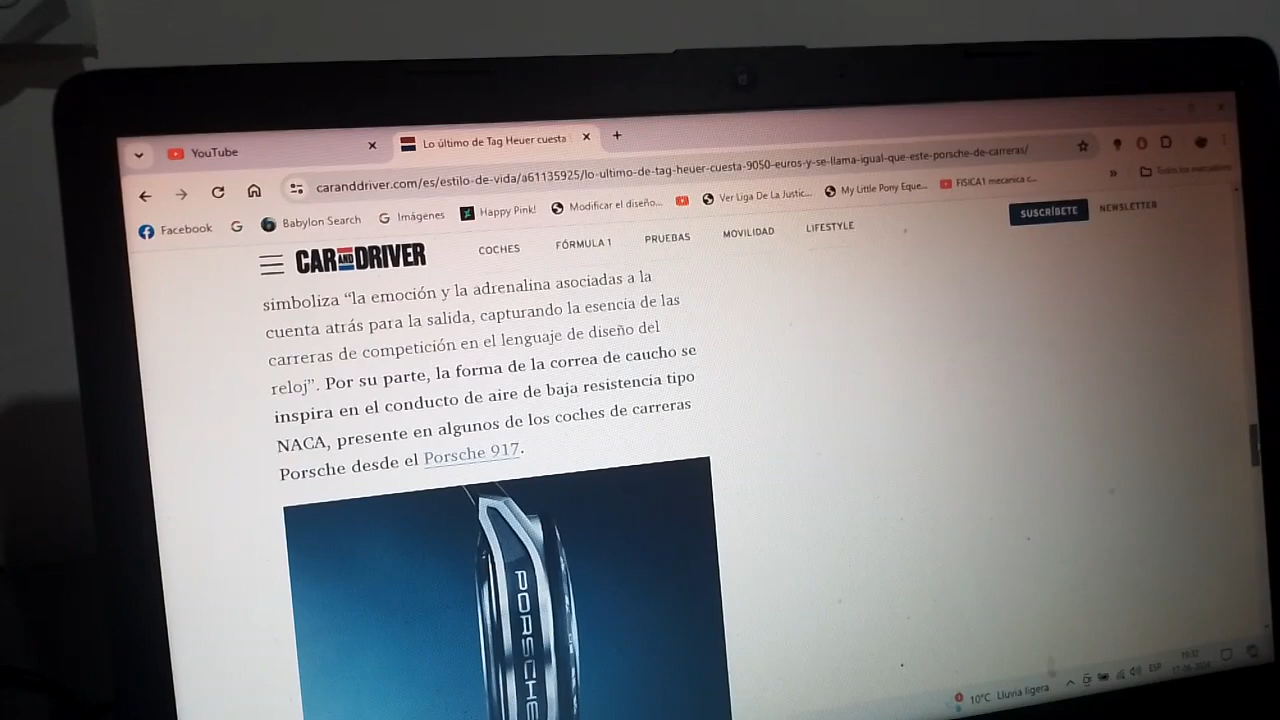 YouTube
Lo último de Tag Heuer cuesta
caranddriver.com/es/estilo-de-vida/a61135925/lo-ultimo-de-tag-heuer-cuesta-9050-euros-y-se-llama-igual-que-este-porsche-de-carreras/
Facebook
Babylon Search
Imágenes
Happy Pink!
Modificar el diseño...
Ver Liga De La Justic...
My Little Pony Eque...
FISICA1 mecanica c...
»
Todos los marcadores
CAR AND DRIVER
COCHES
FÓRMULA 1
PRUEBAS
MOVILIDAD
LIFESTYLE
SUSCRÍBETE
NEWSLETTER
simboliza “la emoción y la adrenalina asociadas a la
cuenta atrás para la salida, capturando la esencia de las
carreras de competición en el lenguaje de diseño del
reloj”. Por su parte, la forma de la correa de caucho se
inspira en el conducto de aire de baja resistencia tipo
NACA, presente en algunos de los coches de carreras
Porsche desde el Porsche 917.
PORSCHE
10°C Lluvia ligera
ESP